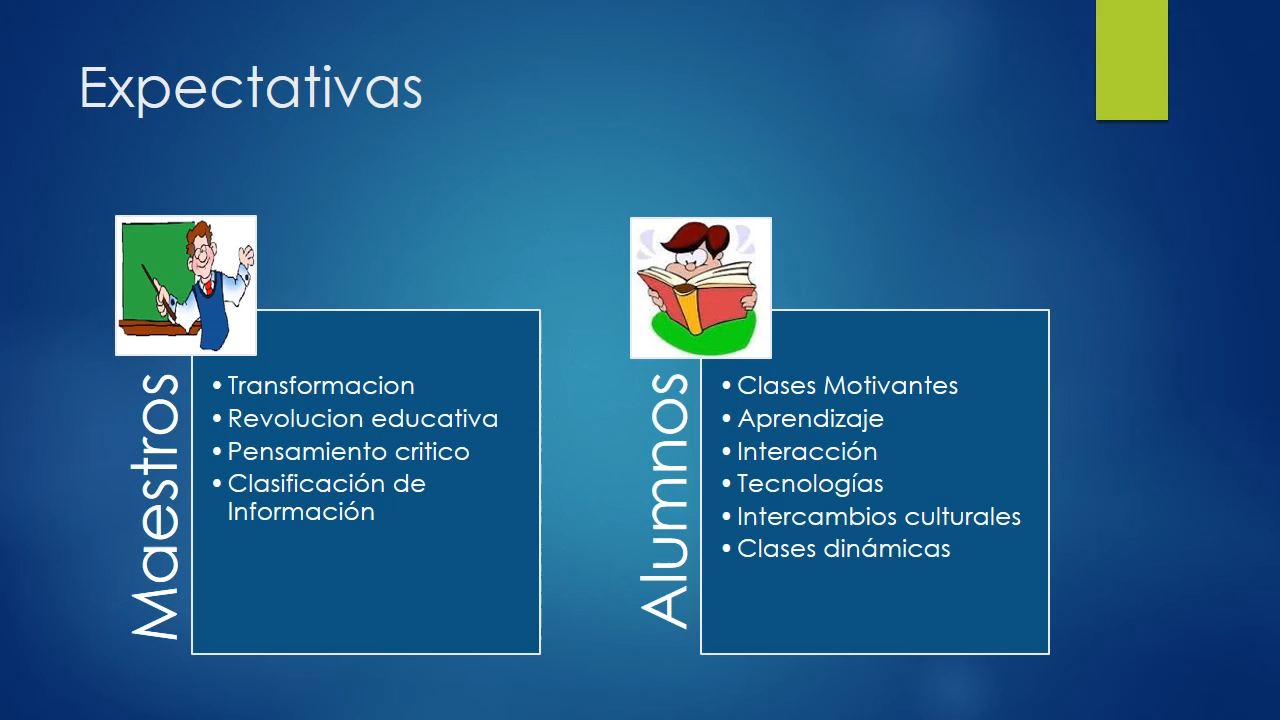 Expectativas
Maestros
• Transformacion
• Revolucion educativa
• Pensamiento critico
• Clasificación de
Información
Alumnos
• Clases Motivantes
• Aprendizaje
• Interacción
• Tecnologías
• Intercambios culturales
• Clases dinámicas